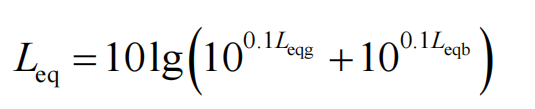 L_eq = 10lg(10^{0.1L_eqg} + 10^{0.1L_eqb})